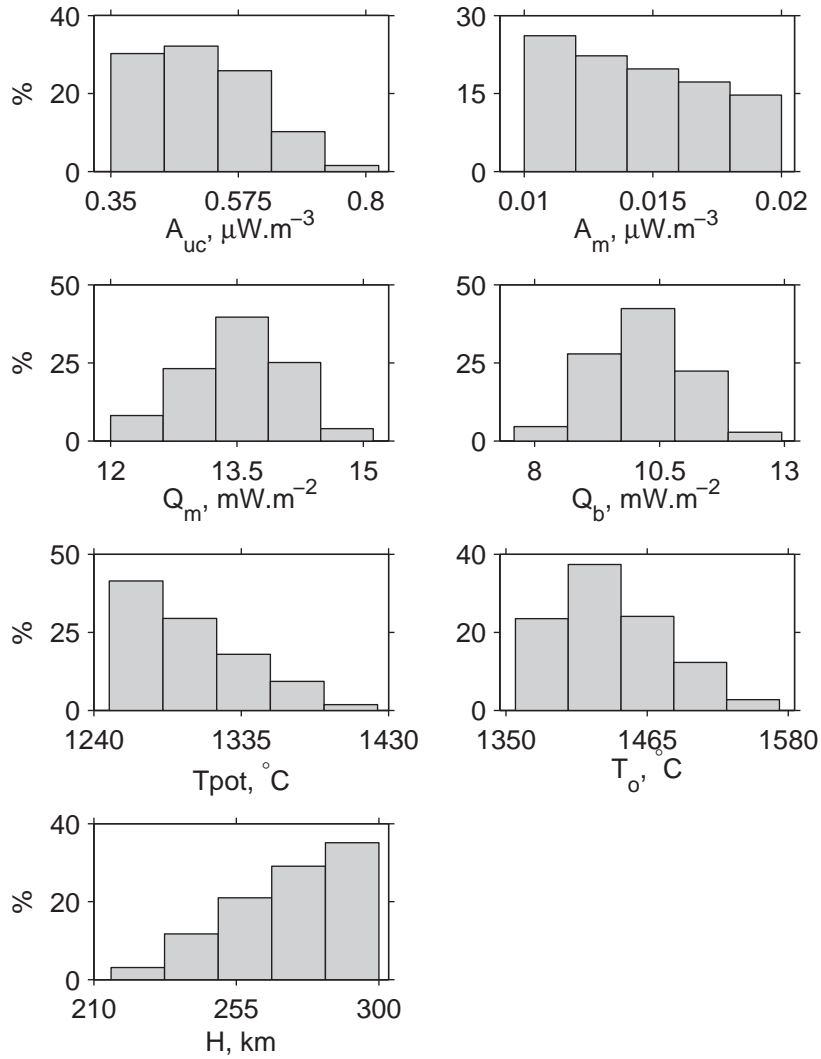 40
20
0
%
0.35 0.575 0.8
A_uc, μW.m⁻³
30
15
0
0.01 0.015 0.02
A_m, μW.m⁻³
50
25
0
%
12 13.5 15
Q_m, mW.m⁻²
50
25
0
8 10.5 13
Q_b, mW.m⁻²
50
25
0
%
1240 1335 1430
Tpot, °C
40
20
0
1350 1465 1580
T_o, °C
40
20
0
%
210 255 300
H, km